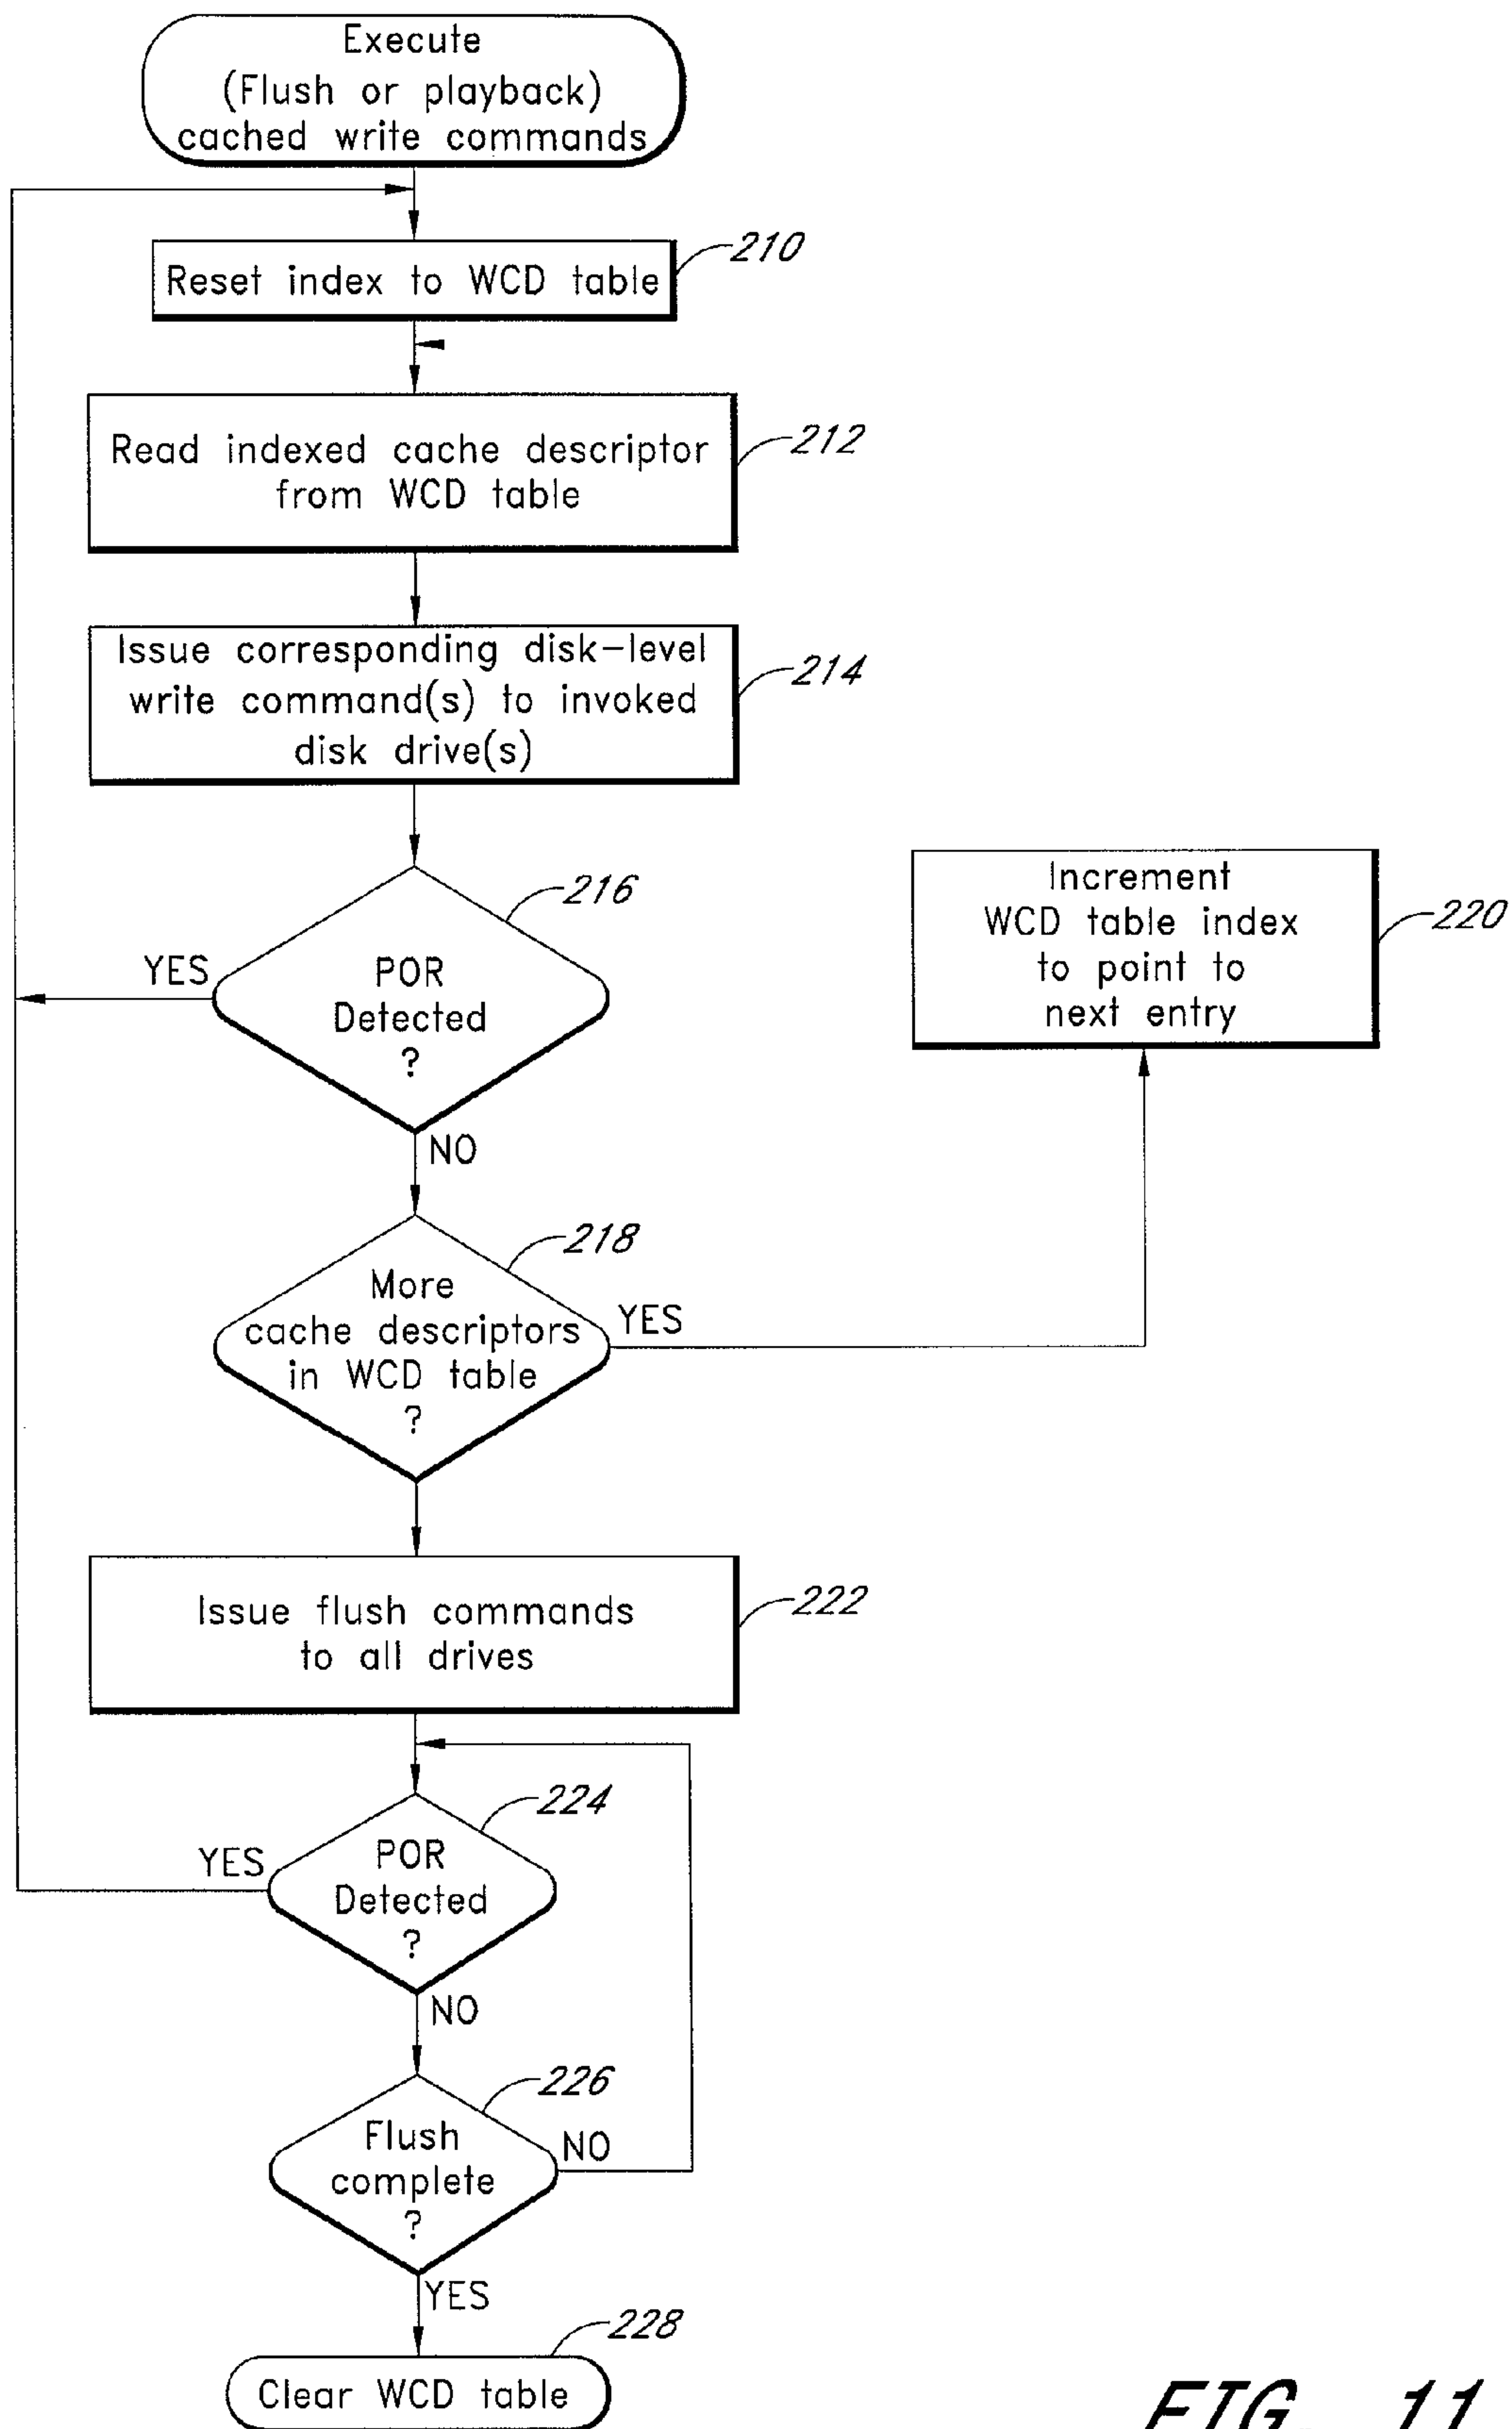 Execute
(Flush or playback)
cached write commands
210
Reset index to WCD table
212
Read indexed cache descriptor
from WCD table
214
Issue corresponding disk-level
write command(s) to invoked
disk drive(s)
216
YES
POR
Detected
?
NO
Increment
WCD table index
to point to
next entry
220
218
More
cache descriptors
in WCD table
?
YES
222
Issue flush commands
to all drives
224
YES
POR
Detected
?
NO
226
Flush
complete
?
NO
YES
228
Clear WCD table
FIG. 11